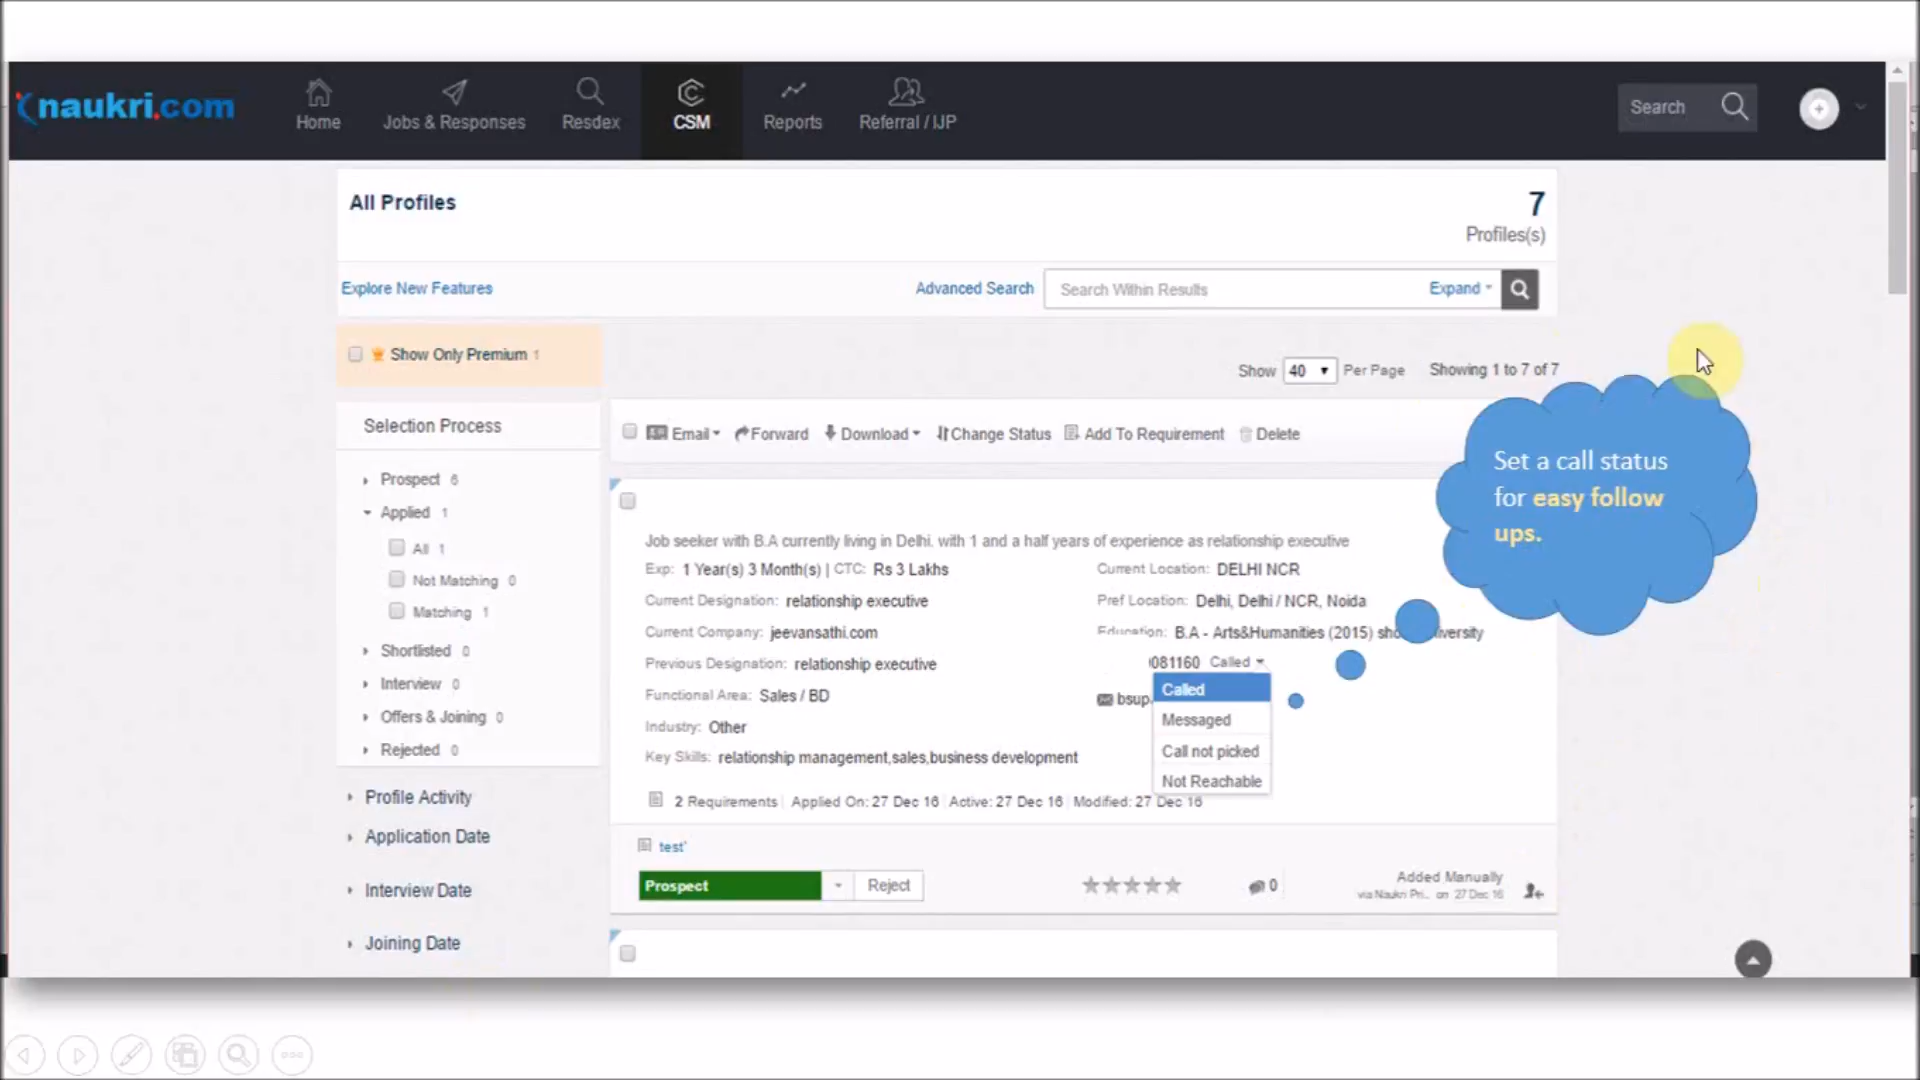 naukri.com
Home
Jobs & Responses
Resdex
CSM
Reports
Referral / IJP
Search
All Profiles
7
Profiles(s)
Explore New Features
Advanced Search
Search Within Results
Expand
Show Only Premium 1
Show 40 Per Page Showing 1 to 7 of 7
Selection Process
Prospect 6
Applied 1
All 1
Not Matching 0
Matching 1
Shortlisted 0
Interview 0
Offers & Joining 0
Rejected 0
Profile Activity
Application Date
Interview Date
Joining Date
Email Forward Download Change Status Add To Requirement Delete
Set a call status
for easy follow
ups.
Job seeker with B.A currently living in Delhi. with 1 and a half years of experience as relationship executive
Exp: 1 Year(s) 3 Month(s) | CTC: Rs 3 Lakhs
Current Designation: relationship executive
Current Company: jeevansathi.com
Previous Designation: relationship executive
Functional Area: Sales / BD
Industry: Other
Key Skills: relationship management,sales,business development
Current Location: DELHI NCR
Pref Location: Delhi, Delhi / NCR, Noida
Education: B.A - Arts&Humanities (2015)
081160 Called
bsup
Called
Messaged
Call not picked
Not Reachable
2 Requirements Applied On: 27 Dec 16 | Active: 27 Dec 16 | Modified: 27 Dec 16
test'
Prospect
Reject
0
Added Manually
via Naukri Pri... on 27 Dec 16